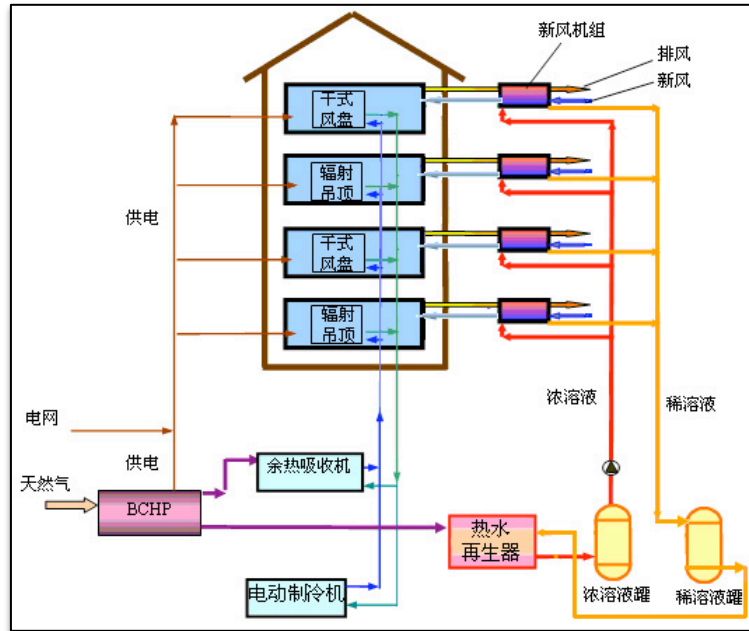 新风机组
排风
新风
干式
风盘
辐射
吊顶
干式
风盘
辐射
吊顶
供电
电网
供电
天然气
BCHP
余热吸收机
电动制冷机
热水
再生器
浓溶液
稀溶液
浓溶液罐
稀溶液罐